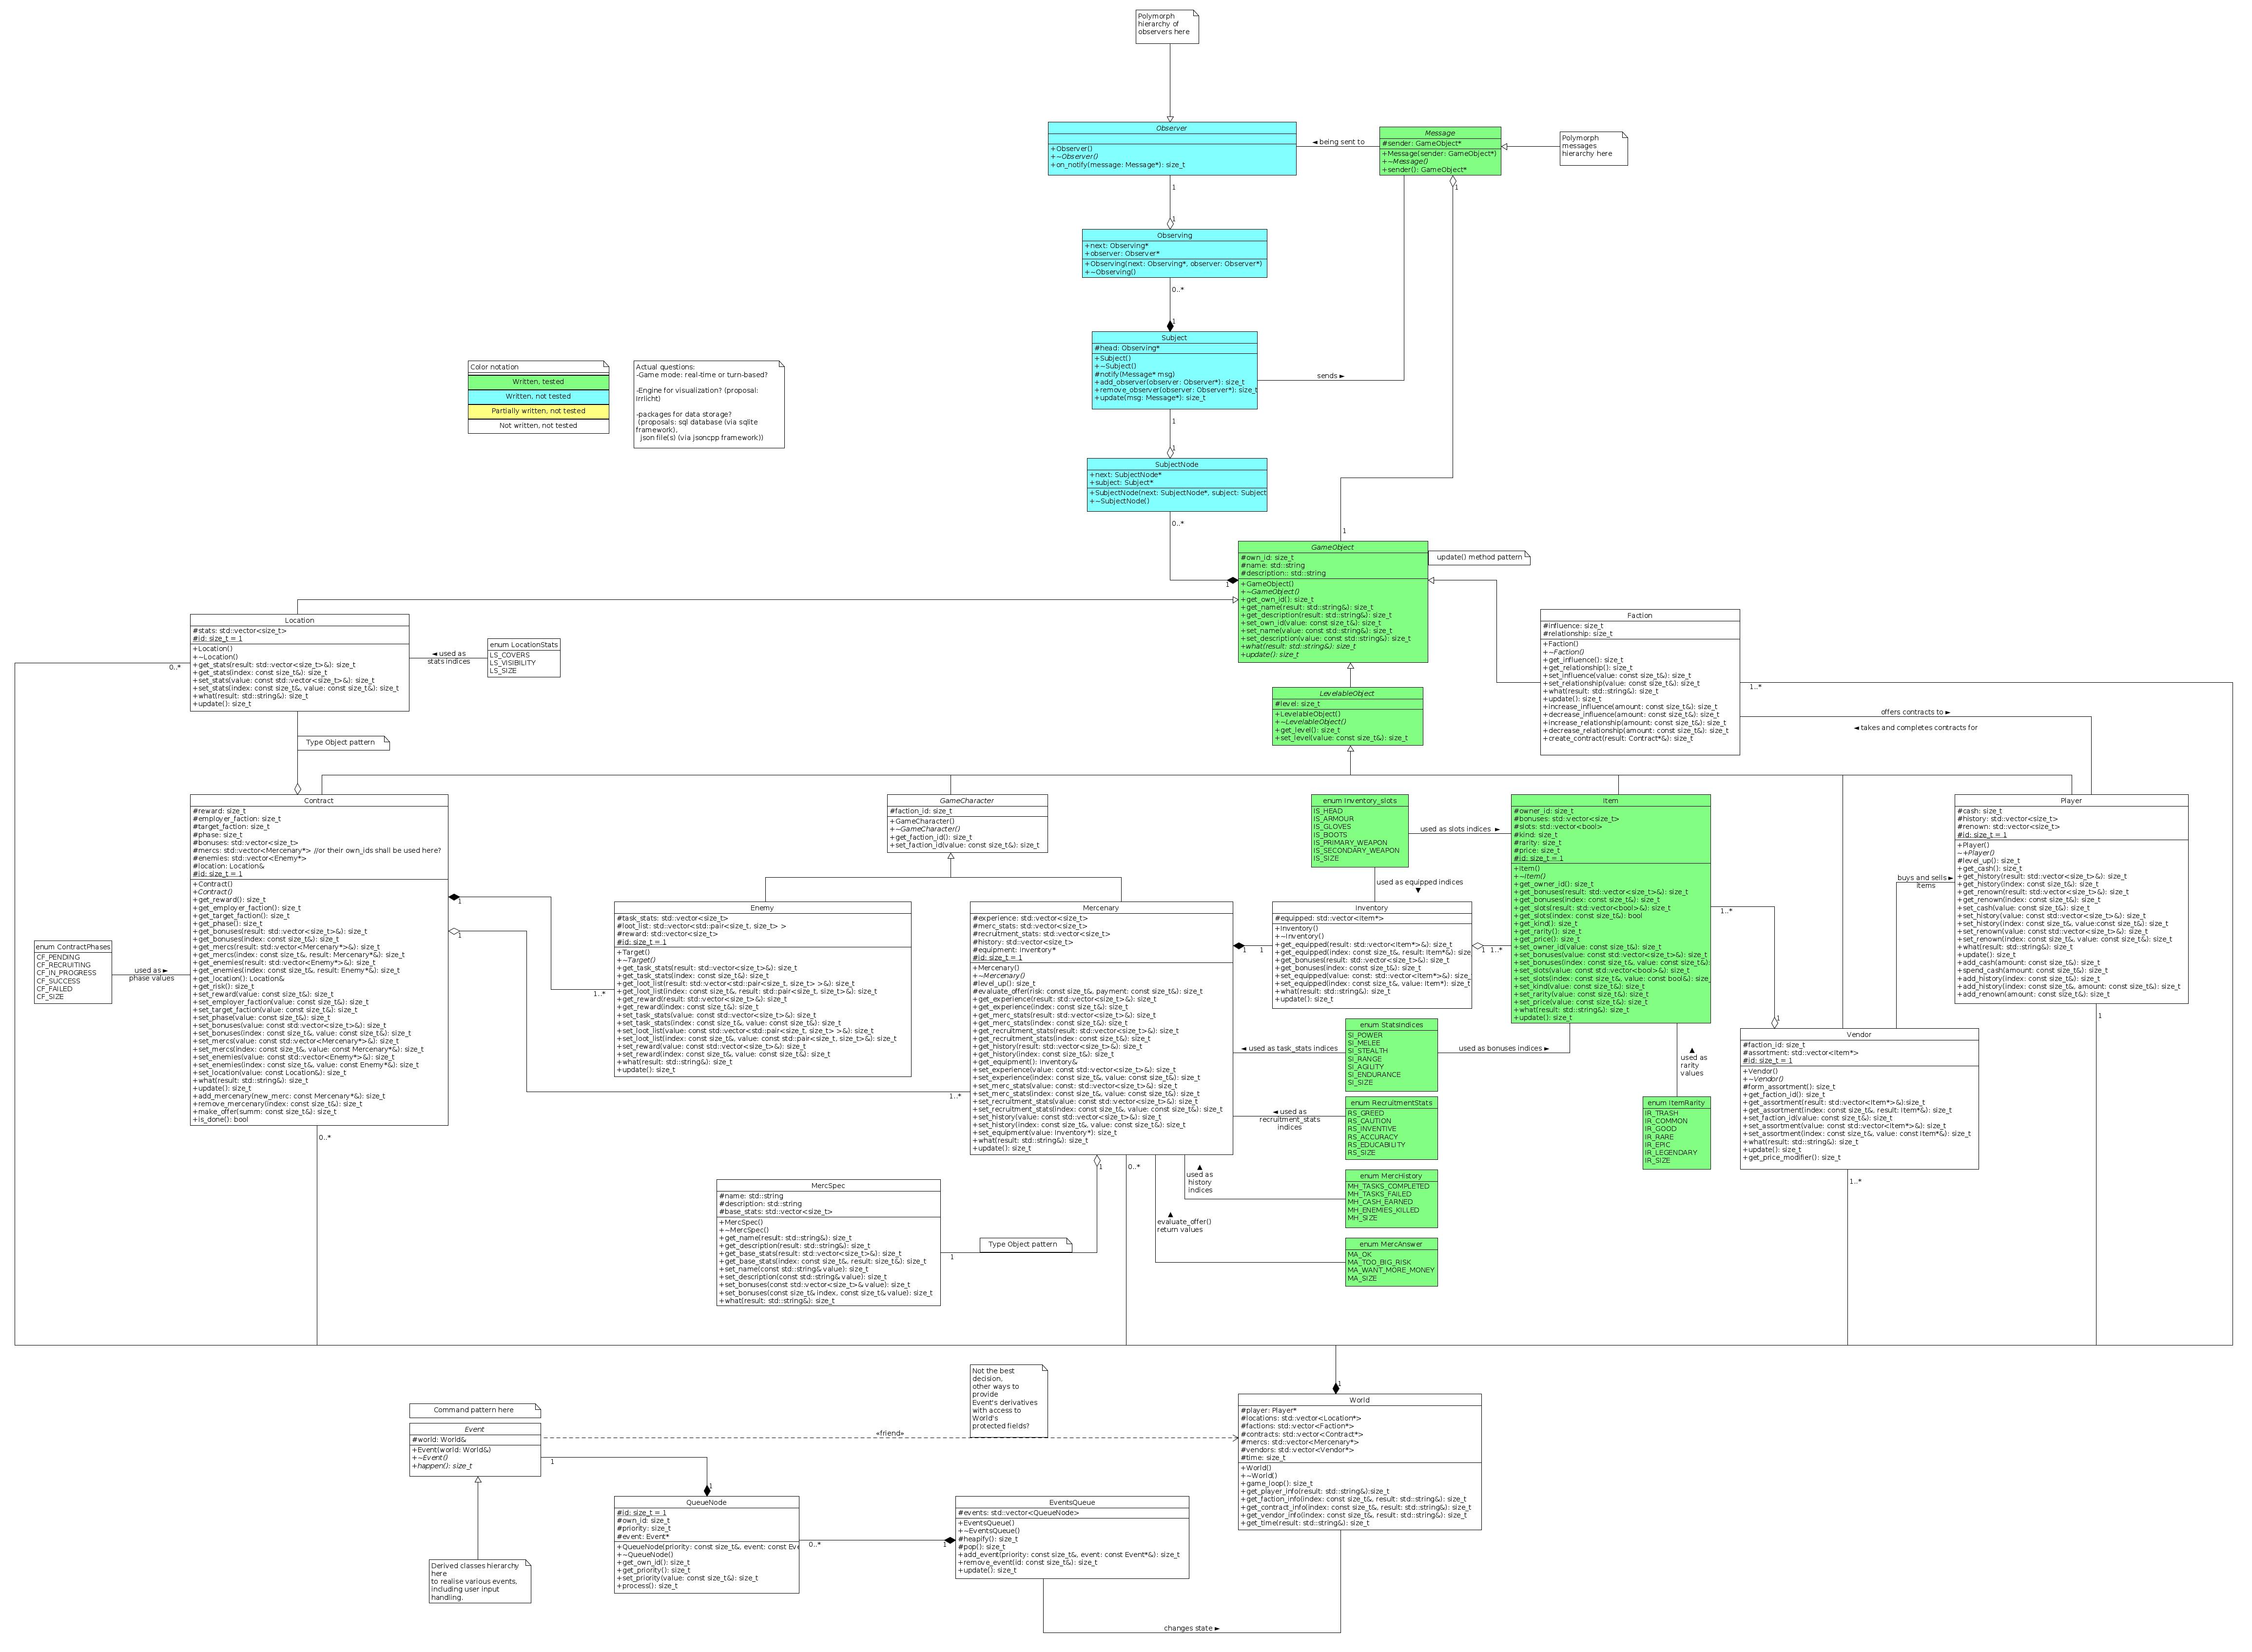 Polymorph
hierarchy of
observers here
Observer
+Observer()
+~Observer()
+on_notify(message: Message*): size_t
◄ being sent to
Message
#sender: GameObject*
+Message(sender: GameObject*)
+~Message()
+sender(): GameObject*
Polymorph
messages
hierarchy here
1
1
1
Observing
+next: Observing*
+observer: Observer*
+Observing(next: Observing*, observer: Observer*)
+~Observing()
0..*
1
Subject
#head: Observing*
+Subject()
+~Subject()
#notify(Message* msg)
+add_observer(observer: Observer*): size_t
+remove_observer(observer: Observer*): size_t
+update(msg: Message*): size_t
sends ►
Color notation
Written, tested
Written, not tested
Partially written, not tested
Not written, not tested
Actual questions:
-Game mode: real-time or turn-based?
-Engine for visualization? (proposal:
Irrlicht)
-packages for data storage?
(proposals: sql database (via sqlite
framework),
json file(s) (via jsoncpp framework))
1
1
SubjectNode
+next: SubjectNode*
+subject: Subject*
+SubjectNode(next: SubjectNode*, subject: Subject
+~SubjectNode()
0..*
1
1
GameObject
#own_id: size_t
#name: std::string
#description:: std::string
+GameObject()
+~GameObject()
+get_own_id(): size_t
+get_name(result: std::string&): size_t
+get_description(result: std::string&): size_t
+set_own_id(value: const size_t&): size_t
+set_name(value: const std::string&): size_t
+set_description(value: const std::string&): size_t
+what(result: std::string&): size_t
+update(): size_t
update() method pattern
Location
#stats: std::vector<size_t>
#id: size_t = 1
+Location()
+~Location()
+get_stats(result: std::vector<size_t>&): size_t
+get_stats(index: const size_t&): size_t
+set_stats(value: const std::vector<size_t>&): size_t
+set_stats(index: const size_t&, value: const size_t&): size_t
+what(result: std::string&): size_t
+update(): size_t
0..*
◄ used as
stats indices
enum LocationStats
LS_COVERS
LS_VISIBILITY
LS_SIZE
Faction
#influence: size_t
#relationship: size_t
+Faction()
+~Faction()
+get_influence(): size_t
+get_relationship(): size_t
+set_influence(value: const size_t&): size_t
+set_relationship(value: const size_t&): size_t
+what(result: std::string&): size_t
+update(): size_t
+increase_influence(amount: const size_t&): size_t
+decrease_influence(amount: const size_t&): size_t
+increase_relationship(amount: const size_t&): size_t
+decrease_relationship(amount: const size_t&): size_t
+create_contract(result: Contract*&): size_t
1..*
offers contracts to ►
◄ takes and completes contracts for
LevelableObject
#level: size_t
+LevelableObject()
+~LevelableObject()
+get_level(): size_t
+set_level(value: const size_t&): size_t
Type Object pattern
Contract
#reward: size_t
#employer_faction: size_t
#target_faction: size_t
#phase: size_t
#bonuses: std::vector<size_t>
#mercs: std::vector<Mercenary*> //or their own_ids shall be used here?
#enemies: std::vector<Enemy*>
#location: Location&
#id: size_t = 1
+Contract()
+Contract()
+get_reward(): size_t
+get_employer_faction(): size_t
+get_target_faction(): size_t
+get_phase(): size_t
+get_bonuses(result: std::vector<size_t>&): size_t
+get_bonuses(index: const size_t&): size_t
+get_mercs(result: std::vector<Mercenary*>&): size_t
+get_mercs(index: const size_t&, result: Mercenary*&): size_t
+get_enemies(result: std::vector<Enemy*>&): size_t
+get_enemies(index: const size_t&, result: Enemy*&): size_t
+get_location(): Location&
+get_risk(): size_t
+set_reward(value: const size_t&): size_t
+set_employer_faction(value: const size_t&): size_t
+set_target_faction(value: const size_t&): size_t
+set_phase(value: const size_t&): size_t
+set_bonuses(value: const std::vector<size_t>&): size_t
+set_bonuses(index: const size_t&, value: const size_t&): size_t
+set_mercs(value: const std::vector<Mercenary*>&): size_t
+set_mercs(index: const size_t&, value: const Mercenary*&): size_t
+set_enemies(value: const std::vector<Enemy*>&): size_t
+set_enemies(index: const size_t&, value: const Enemy*&): size_t
+set_location(value: const Location&): size_t
+what(result: std::string&): size_t
+update(): size_t
+add_mercenary(new_merc: const Mercenary*&): size_t
+remove_mercenary(index: const size_t&): size_t
+make_offer(summ: const size_t&): size_t
+is_done(): bool
1
1
0..*
enum ContractPhases
CF_PENDING
CF_RECRUITING
CF_IN_PROGRESS
CF_SUCCESS
CF_FAILED
CF_SIZE
used as ►
phase values
GameCharacter
#faction_id: size_t
+GameCharacter()
+~GameCharacter()
+get_faction_id(): size_t
+set_faction_id(value: const size_t&): size_t
Enemy
#task_stats: std::vector<size_t>
#loot_list: std::vector<std::pair<size_t, size_t> >
#reward: std::vector<size_t>
#id: size_t = 1
+Target()
+~Target()
+get_task_stats(result: std::vector<size_t>&): size_t
+get_task_stats(index: const size_t&): size_t
+get_loot_list(result: std::vector<std::pair<size_t, size_t> >&): size_t
+get_loot_list(index: const size_t&, result: std::pair<size_t, size_t>&): size_t
+get_reward(result: std::vector<size_t>&): size_t
+get_reward(index: const size_t&): size_t
+set_task_stats(value: const std::vector<size_t>&): size_t
+set_task_stats(index: const size_t&, value: const size_t&): size_t
+set_loot_list(value: const std::vector<std::pair<size_t, size_t> >&): size_t
+set_loot_list(index: const size_t&, value: const std::pair<size_t, size_t>&): size_t
+set_reward(value: const std::vector<size_t>&): size_t
+set_reward(index: const size_t&, value: const size_t&): size_t
+what(result: std::string&): size_t
+update(): size_t
1..*
1..*
Mercenary
#experience: std::vector<size_t>
#merc_stats: std::vector<size_t>
#recruitment_stats: std::vector<size_t>
#history: std::vector<size_t>
#equipment: Inventory*
#id: size_t = 1
+Mercenary()
+~Mercenary()
#level_up(): size_t
#evaluate_offer(risk: const size_t&, payment: const size_t&): size_t
+get_experience(result: std::vector<size_t>&): size_t
+get_experience(index: const size_t&): size_t
+get_merc_stats(result: std::vector<size_t>&): size_t
+get_merc_stats(index: const size_t&): size_t
+get_recruitment_stats(result: std::vector<size_t>&): size_t
+get_recruitment_stats(index: const size_t&): size_t
+get_history(result: std::vector<size_t>&): size_t
+get_history(index: const size_t&): size_t
+get_equipment(): Inventory&
+set_experience(value: const std::vector<size_t>&): size_t
+set_experience(index: const size_t&, value: const size_t&): size_t
+set_merc_stats(value: const: std::vector<size_t>&): size_t
+set_merc_stats(index: const size_t&, value: const size_t&): size_t
+set_recruitment_stats(value: const std::vector<size_t>&): size_t
+set_recruitment_stats(index: const size_t&, value: const size_t&): size_t
+set_history(value: const std::vector<size_t>&): size_t
+set_history(index: const size_t&, value: const size_t&): size_t
+set_equipment(value: Inventory*): size_t
+what(result: std::string&): size_t
+update(): size_t
1
1
1
0..*
enum Inventory_slots
IS_HEAD
IS_ARMOUR
IS_GLOVES
IS_BOOTS
IS_PRIMARY_WEAPON
IS_SECONDARY_WEAPON
IS_SIZE
used as slots indices ►
used as equipped indices
▼
Inventory
#equipped: std::vector<Item*>
+Inventory()
+~Inventory()
+get_equipped(result: std::vector<Item*>&): size_t
+get_equipped(index: const size_t&, result: Item*&): size
+get_bonuses(result: std::vector<size_t>&): size_t
+get_bonuses(index: const size_t&): size_t
+set_equipped(value: const: std::vector<Item*>&): size_
+set_equipped(index: const size_t&, value: Item*): size_t
+what(result: std::string&): size_t
+update(): size_t
1
1..*
Item
#owner_id: size_t
#bonuses: std::vector<size_t>
#slots: std::vector<bool>
#kind: size_t
#rarity: size_t
#price: size_t
#id: size_t = 1
+Item()
+~Item()
+get_owner_id(): size_t
+get_bonuses(result: std::vector<size_t>&): size_t
+get_bonuses(index: const size_t&): size_t
+get_slots(result: std::vector<bool>&): size_t
+get_slots(index: const size_t&): bool
+get_kind(): size_t
+get_rarity(): size_t
+get_price(): size_t
+set_owner_id(value: const size_t&): size_t
+set_bonuses(value: const std::vector<size_t>&): size_t
+set_bonuses(index: const size_t&, value: const size_t&):
+set_slots(value: const std::vector<bool>&): size_t
+set_slots(index: const size_t&, value: const bool&): size_
+set_kind(value: const size_t&): size_t
+set_rarity(value: const size_t&): size_t
+set_price(value: const size_t&): size_t
+what(result: std::string&): size_t
+update(): size_t
1..*
Player
#cash: size_t
#history: std::vector<size_t>
#renown: std::vector<size_t>
#id: size_t = 1
+Player()
~+Player()
#level_up(): size_t
+get_cash(): size_t
+get_history(result: std::vector<size_t>&): size_t
+get_history(index: const size_t&): size_t
+get_renown(result: std::vector<size_t>&): size_t
+get_renown(index: const size_t&): size_t
+set_cash(value: const size_t&): size_t
+set_history(value: const std::vector<size_t>&): size_t
+set_history(index: const size_t&, value:const size_t&): size_t
+set_renown(value: const std::vector<size_t>&): size_t
+set_renown(index: const size_t&, value: const size_t&): size_t
+what(result: std::string&): size_t
+update(): size_t
+add_cash(amount: const size_t&): size_t
+spend_cash(amount: const size_t&): size_t
+add_history(index: const size_t&, amount: const size_t&): size_t
+add_renown(amount: const size_t&): size_t
1
buys and sells ►
items
1
Vendor
#faction_id: size_t
#assortment: std::vector<Item*>
#id: size_t = 1
+Vendor()
+~Vendor()
#form_assortment(): size_t
+get_faction_id(): size_t
+get_assortment(result: std::vector<Item*>&):size_t
+get_assortment(index: const size_t&, result: Item*&): size_t
+set_faction_id(value: const size_t&): size_t
+set_assortment(value: const std::vector<Item*>&): size_t
+set_assortment(index: const size_t&, value: const Item*&): size_t
+what(result: std::string&): size_t
+update(): size_t
+get_price_modifier(): size_t
1..*
◄ used as task_stats indices
enum StatsIndices
SI_POWER
SI_MELEE
SI_STEALTH
SI_RANGE
SI_AGILITY
SI_ENDURANCE
SI_SIZE
used as bonuses indices ►
▲
used as
rarity
values
◄ used as
recruitment_stats
indices
enum RecruitmentStats
RS_GREED
RS_CAUTION
RS_INVENTIVE
RS_ACCURACY
RS_EDUCABILITY
RS_SIZE
enum ItemRarity
IR_TRASH
IR_COMMON
IR_GOOD
IR_RARE
IR_EPIC
IR_LEGENDARY
IR_SIZE
▲
used as
history
indices
enum MercHistory
MH_TASKS_COMPLETED
MH_TASKS_FAILED
MH_CASH_EARNED
MH_ENEMIES_KILLED
MH_SIZE
▲
evaluate_offer()
return values
enum MercAnswer
MA_OK
MA_TOO_BIG_RISK
MA_WANT_MORE_MONEY
MA_SIZE
MercSpec
#name: std::string
#description: std:string
#base_stats: std::vector<size_t>
+MercSpec()
+~MercSpec()
+get_name(result: std::string&): size_t
+get_description(result: std::string&): size_t
+get_base_stats(result: std::vector<size_t>&): size_t
+get_base_stats(index: const size_t&, result: size_t&): size_t
+set_name(const std::string& value): size_t
+set_description(const std::string& value): size_t
+set_bonuses(const std::vector<size_t>& value): size_t
+set_bonuses(const size_t& index, const size_t& value): size_t
+what(result: std::string&): size_t
1
Type Object pattern
Not the best
decision,
other ways to
provide
Event's derivatives
with access to
World's
protected fields?
1
World
#player: Player*
#locations: std::vector<Location*>
#factions: std::vector<Faction*>
#contracts: std::vector<Contract*>
#mercs: std::vector<Mercenary*>
#vendors: std::vector<Vendor*>
#time: size_t
+World()
+~World()
+game_loop(): size_t
+get_player_info(result: std::string&):size_t
+get_faction_info(index: const size_t&, result: std::string&): size_t
+get_contract_info(index: const size_t&, result: std::string&): size_t
+get_vendor_info(index: const size_t&, result: std::string&): size_t
+get_time(result: std::string&): size_t
Command pattern here
Event
#world: World&
+Event(world: World&)
+~Event()
+happen(): size_t
«friend»
1
1
QueueNode
#id: size_t = 1
#own_id: size_t
#priority: size_t
#event: Event*
+QueueNode(priority: const size_t&, event: const Eve
+~QueueNode()
+get_own_id(): size_t
+get_priority(): size_t
+set_priority(value: const size_t&): size_t
+process(): size_t
0..*
1
EventsQueue
#events: std::vector<QueueNode>
+EventsQueue()
+~EventsQueue()
#heapify(): size_t
#pop(): size_t
+add_event(priority: const size_t&, event: const Event*&): size_t
+remove_event(id: const size_t&): size_t
+update(): size_t
Derived classes hierarchy
here
to realise various events,
including user input
handling.
changes state ►